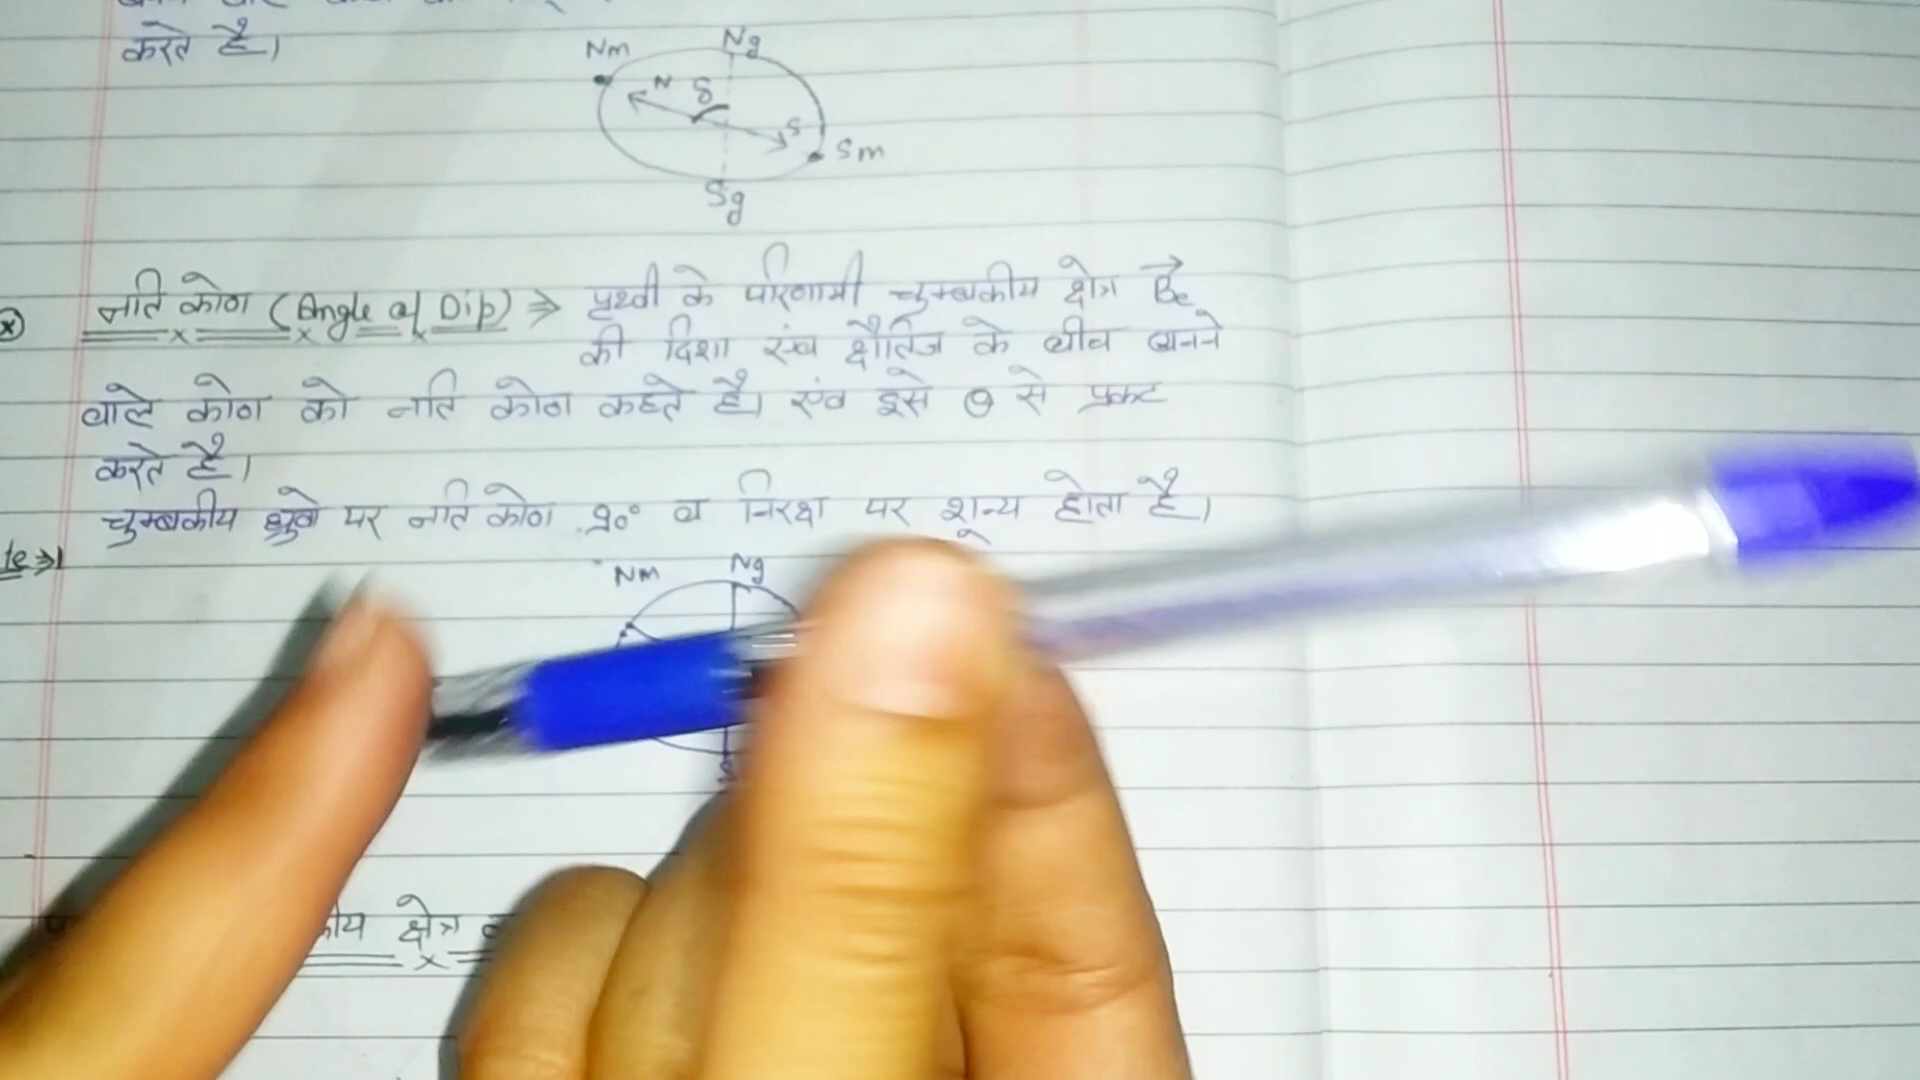 करते है।
Nm Ng
N δ
S
Sm
Sg
नति कोण (Angle of Dip) ⇒ पृथ्वी के परिणामी चुम्बकीय क्षेत्र B⃗e
की दिशा एंव क्षैतिज के बीच बनने
वाले कोण को नति कोण कहते है। एंव इसे θ से प्रकट
करते है।
चुम्बकीय ध्रुवो पर नति कोण 90° व निरक्ष पर शून्य होता है।
Nm Ng
क्षेत्र